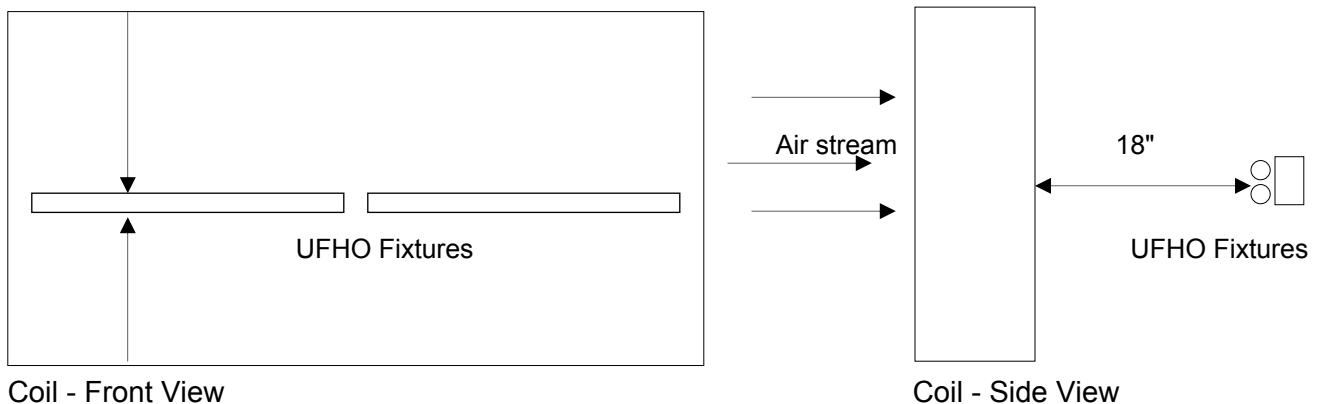 Air stream
18"
UFHO Fixtures
UFHO Fixtures
Coil - Front View
Coil - Side View